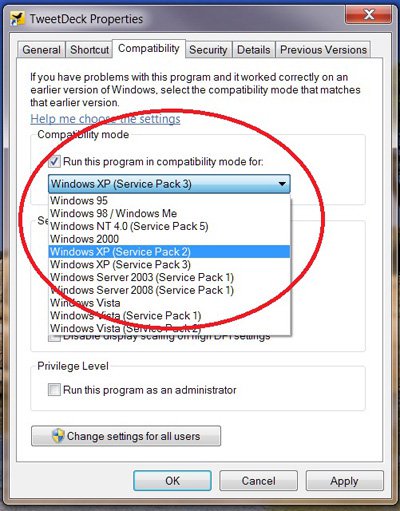 TweetDeck Properties
General Shortcut Compatibility Security Details Previous Versions
If you have problems with this program and it worked correctly on an
earlier version of Windows, select the compatibility mode that matches
that earlier version.
Help me choose the settings
Compatibility mode
Run this program in compatibility mode for:
Windows XP (Service Pack 3)
Windows 95
Windows 98 / Windows Me
Windows NT 4.0 (Service Pack 5)
Windows 2000
Windows XP (Service Pack 2)
Windows XP (Service Pack 3)
Windows Server 2003 (Service Pack 1)
Windows Server 2008 (Service Pack 1)
Windows Vista
Windows Vista (Service Pack 1)
Windows Vista (Service Pack 2)
Disable display scaling on high DPI settings
Privilege Level
Run this program as an administrator
Change settings for all users
OK Cancel Apply